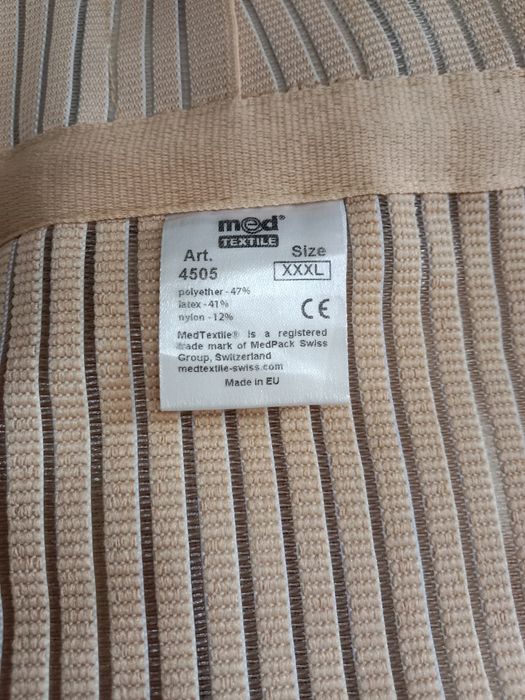 med®
TEXTILE
Art. Size
4505 XXXL
polyether - 47%
latex - 41%
nylon - 12%
CE
MedTextile® is a registered
trade mark of MedPack Swiss
Group, Switzerland
medtextile-swiss.com
Made in EU